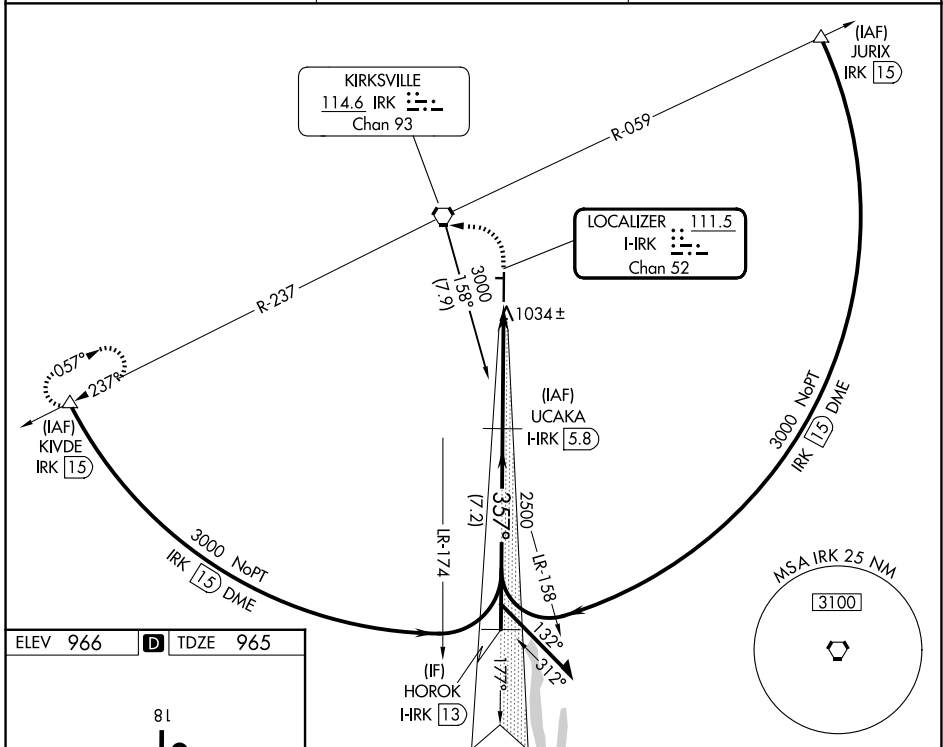 (IAF)
JURIX
IRK 15
KIRKSVILLE
114.6 IRK
Chan 93
R-059
LOCALIZER 111.5
I-IRK
Chan 52
3000
158°
(7.9)
1034 ±
R-237
057°
237°
(IAF)
KIVDE
IRK 15
(IAF)
UCAKA
I-IRK 5.8
3000 NoPT
IRK 15 DME
357°
(7.2)
2500
LR-174
LR-158
3000 NoPT
IRK 15 DME
132°
312°
177°
(IF)
HOROK
I-IRK 13
MSA IRK 25 NM
3100
ELEV 966 D TDZE 965
18